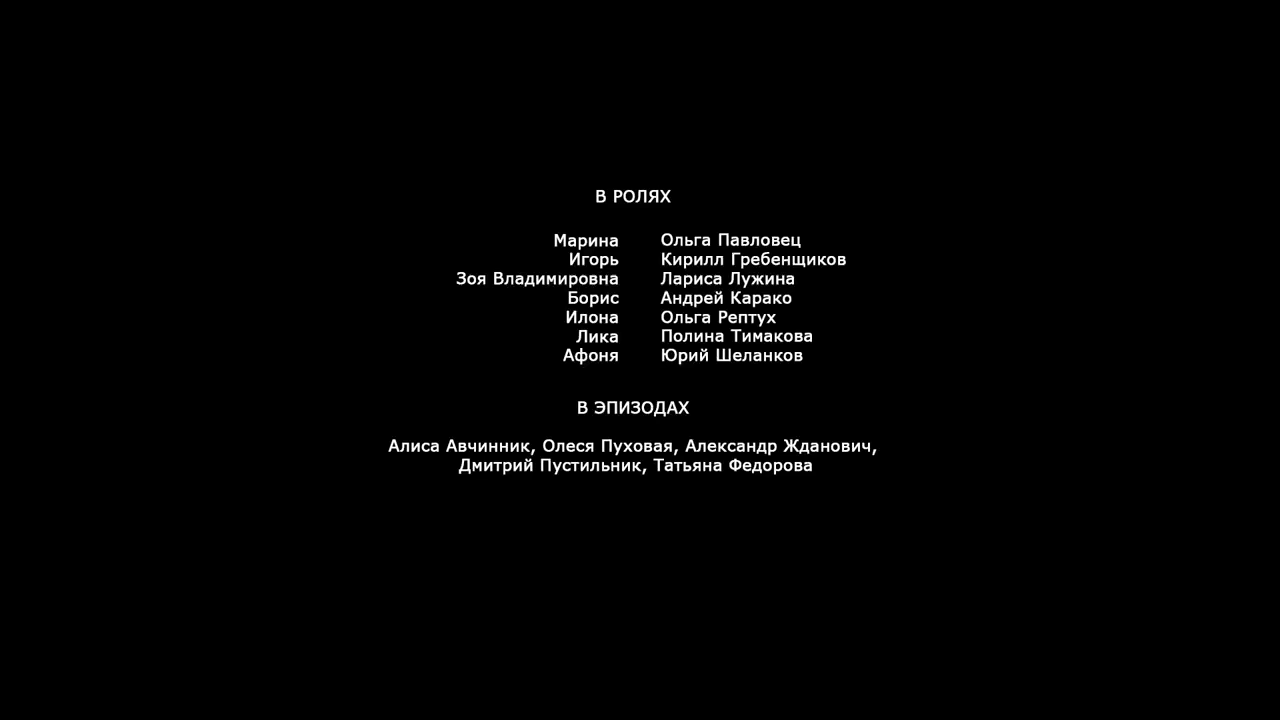 В РОЛЯХ
Марина Ольга Павловец
Игорь Кирилл Гребенщиков
Зоя Владимировна Лариса Лужина
Борис Андрей Карако
Илона Ольга Рептух
Лика Полина Тимакова
Афоня Юрий Шеланков
В ЭПИЗОДАХ
Алиса Авчинник, Олеся Пуховая, Александр Жданович,
Дмитрий Пустильник, Татьяна Федорова